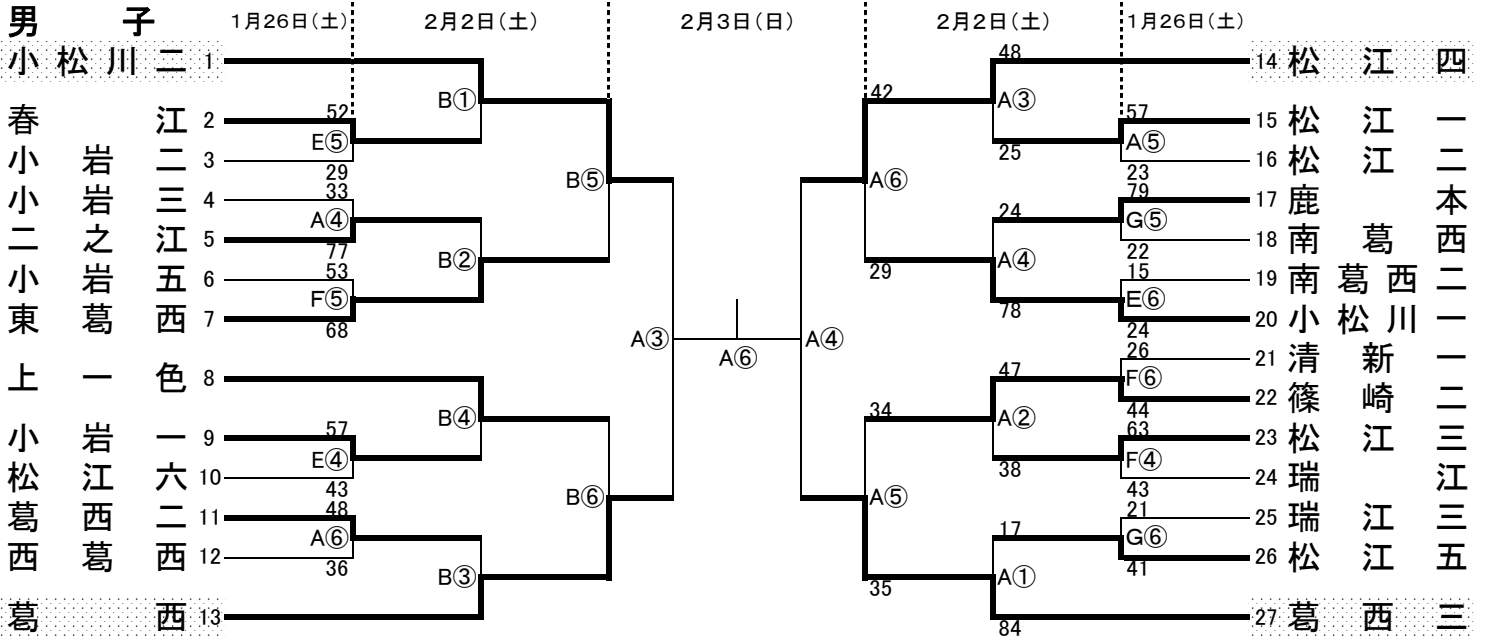 男 子
1月26日(土) 2月2日(土) 2月3日(日) 2月2日(土) 1月26日(土)
小松川二 1
春江 2
小岩二 3
小岩三 4
二之江 5
小岩五 6
東葛西 7
上一色 8
小岩一 9
松江六 10
葛西二 11
西葛西 12
葛西 13
52
E⑤
29
33
A④
77
53
F⑤
68
57
E④
43
48
A⑥
36
B①
B②
B④
B③
B⑤
B⑥
A③
A⑥
A④
42
A⑥
29
34
A⑤
35
48
A③
25
24
A④
78
47
A②
38
17
A①
84
57
A⑤
23
79
G⑤
22
15
E⑥
24
26
F⑥
44
63
F④
43
21
G⑥
41
14 松江四
15 松江一
16 松江二
17 鹿本
18 南葛西
19 南葛西二
20 小松川一
21 清新一
22 篠崎二
23 松江三
24 瑞江
25 瑞江三
26 松江五
27 葛西三